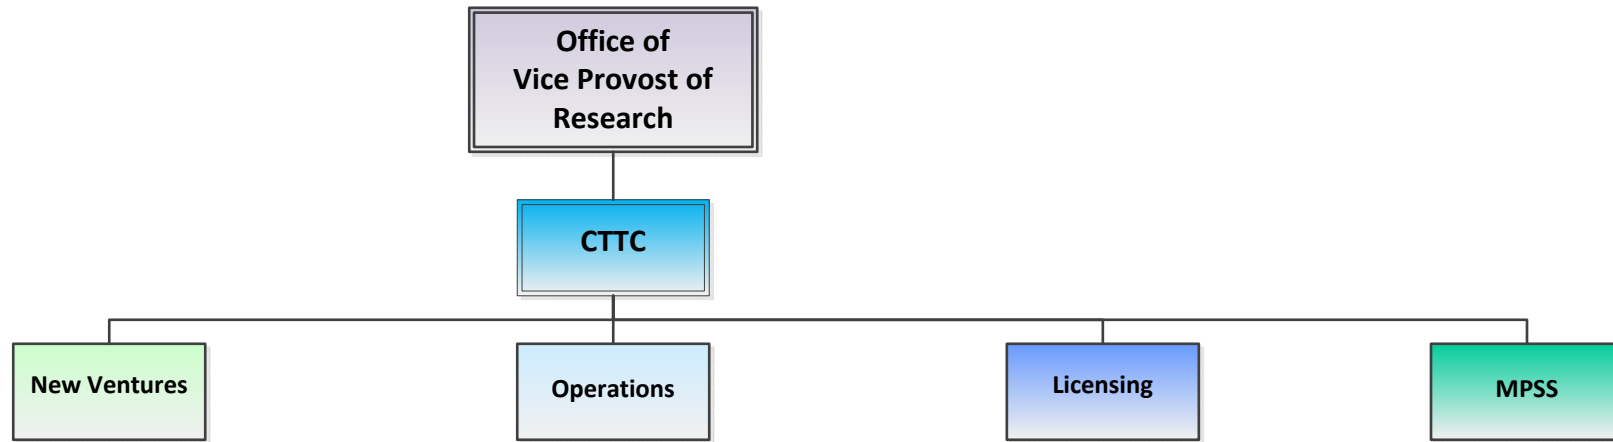 Office of
Vice Provost of
Research
CTTC
New Ventures
Operations
Licensing
MPSS